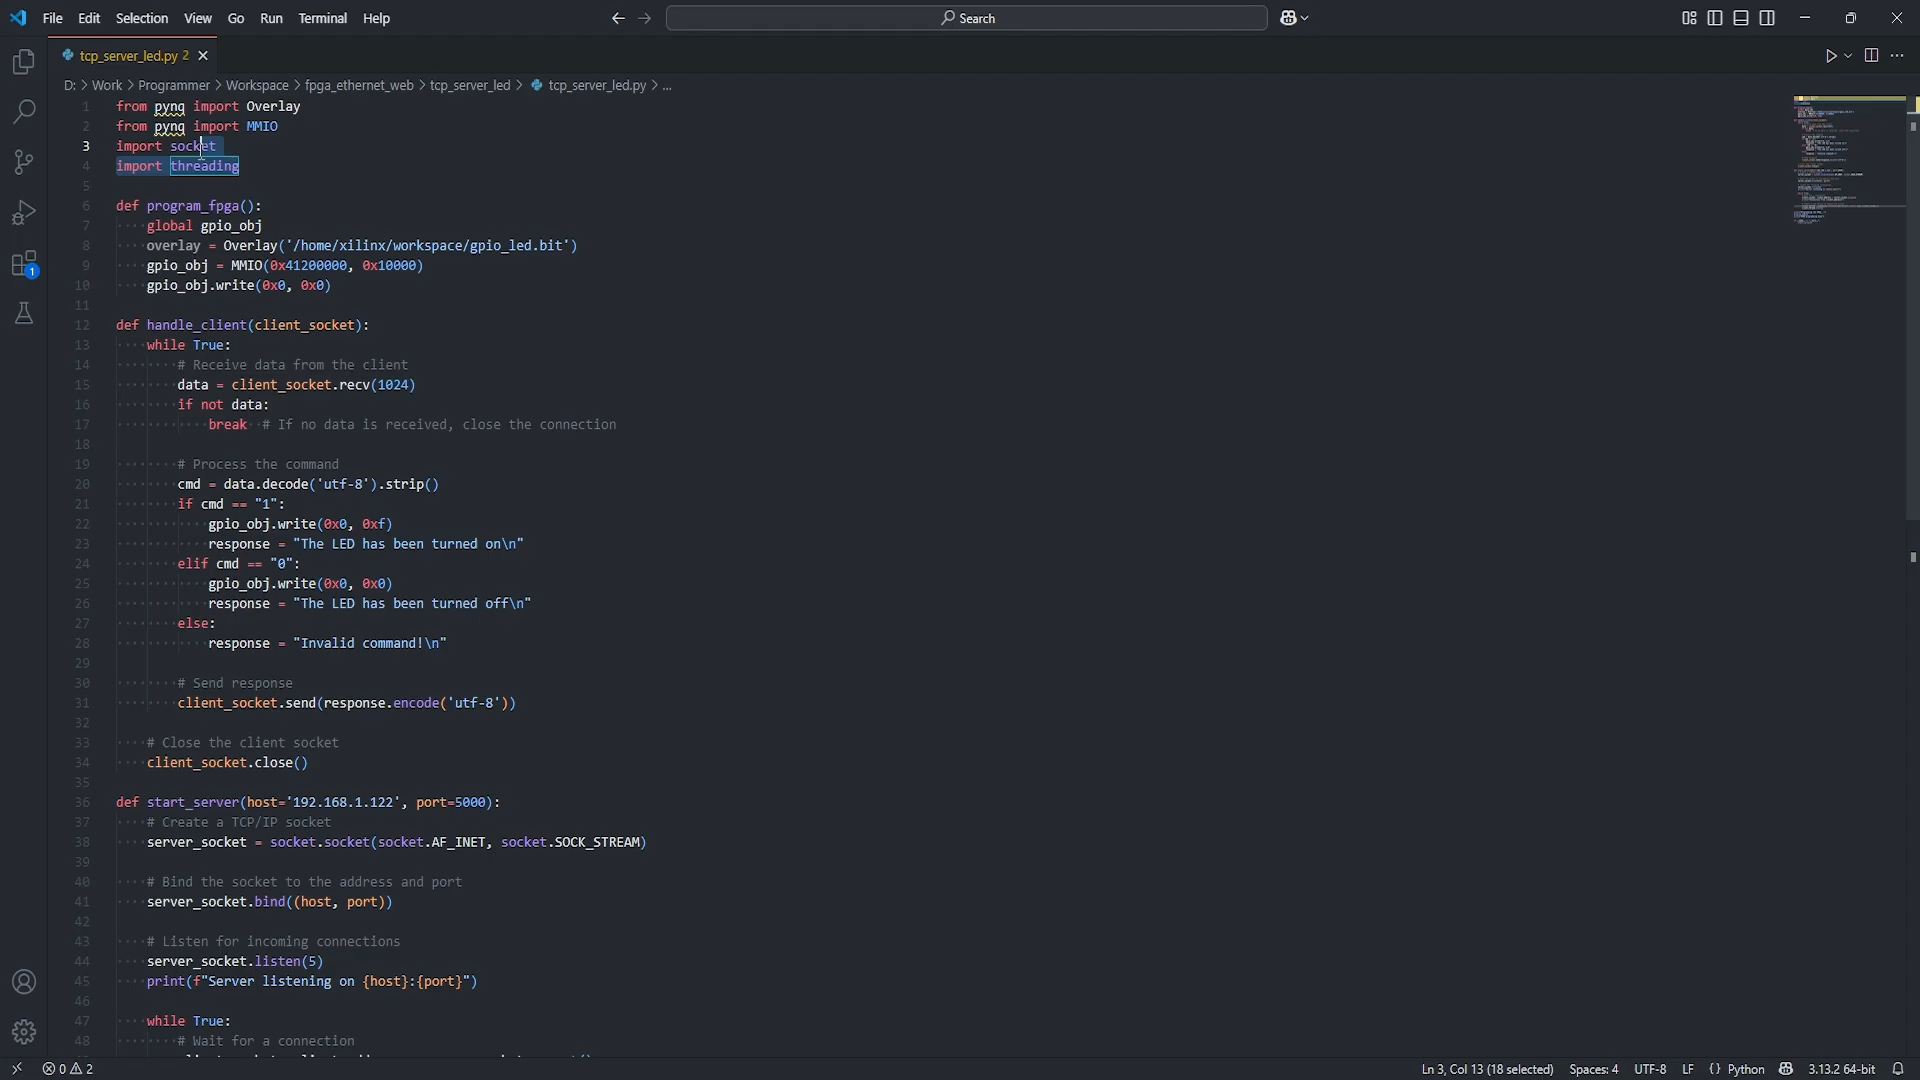 File Edit Selection View Go Run Terminal Help
Search
tcp_server_led.py 2
D: > Work > Programmer > Workspace > fpga_ethernet_web > tcp_server_led > tcp_server_led.py > ...
1 from pynq import Overlay
2 from pynq import MMIO
3 import socket
4 import threading
5
6 def program_fpga():
7 ····global gpio_obj
8 ····overlay = Overlay('/home/xilinx/workspace/gpio_led.bit')
9 ····gpio_obj = MMIO(0x41200000, 0x10000)
10 ····gpio_obj.write(0x0, 0x0)
11
12 def handle_client(client_socket):
13 ····while True:
14 ········# Receive data from the client
15 ········data = client_socket.recv(1024)
16 ········if not data:
17 ············break··# If no data is received, close the connection
18
19 ········# Process the command
20 ········cmd = data.decode('utf-8').strip()
21 ········if cmd == "1":
22 ············gpio_obj.write(0x0, 0xf)
23 ············response = "The LED has been turned on\n"
24 ········elif cmd == "0":
25 ············gpio_obj.write(0x0, 0x0)
26 ············response = "The LED has been turned off\n"
27 ········else:
28 ············response = "Invalid command!\n"
29
30 ········# Send response
31 ········client_socket.send(response.encode('utf-8'))
32
33 ····# Close the client socket
34 ····client_socket.close()
35
36 def start_server(host='192.168.1.122', port=5000):
37 ····# Create a TCP/IP socket
38 ····server_socket = socket.socket(socket.AF_INET, socket.SOCK_STREAM)
39
40 ····# Bind the socket to the address and port
41 ····server_socket.bind((host, port))
42
43 ····# Listen for incoming connections
44 ····server_socket.listen(5)
45 ····print(f"Server listening on {host}:{port}")
46
47 ····while True:
48 ········# Wait for a connection
1
0 2
Ln 3, Col 13 (18 selected) Spaces: 4 UTF-8 LF {} Python 3.13.2 64-bit